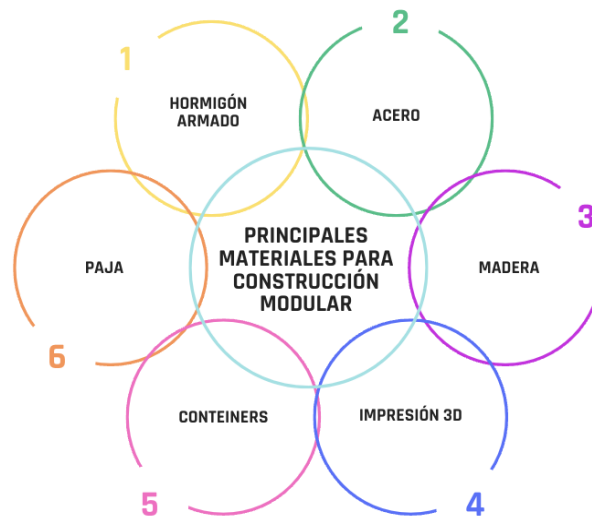 1
HORMIGÓN
ARMADO
2
ACERO
3
MADERA
4
IMPRESIÓN 3D
5
CONTEINERS
6
PAJA
PRINCIPALES
MATERIALES PARA
CONSTRUCCIÓN
MODULAR